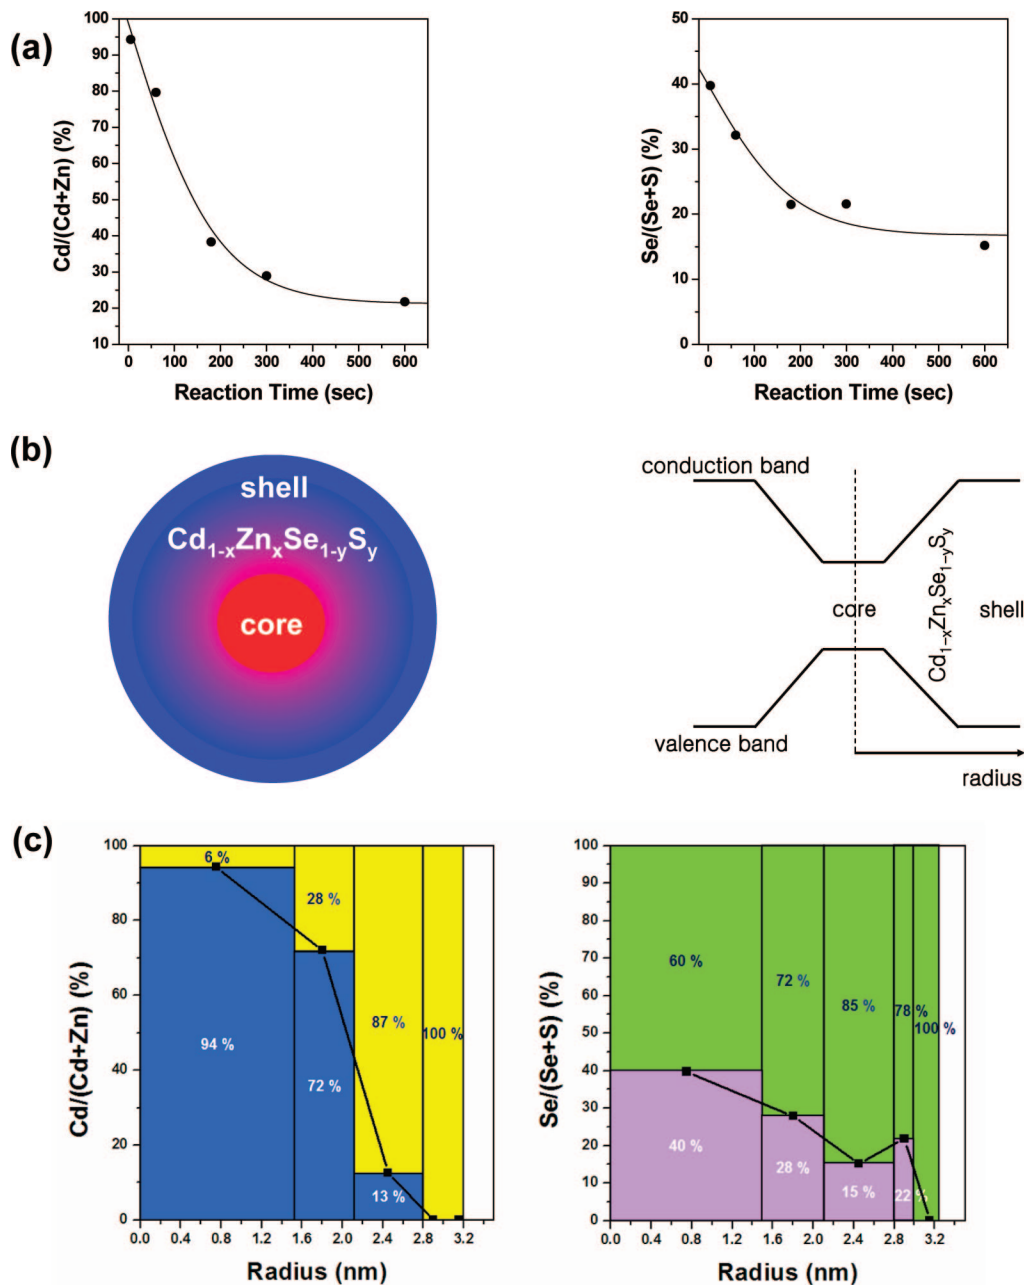 (a)
100
90
80
70
60
50
40
30
20
10
Cd/(Cd+Zn) (%)
0 100 200 300 400 500 600
Reaction Time (sec)
50
40
30
20
10
0
Se/(Se+S) (%)
0 100 200 300 400 500 600
Reaction Time (sec)
(b)
shell
Cd1-xZnxSe1-ySy
core
conduction band
core
Cd1-xZnxSe1-ySy
shell
valence band
radius
(c)
100
80
60
40
20
0
Cd/(Cd+Zn) (%)
6 %
28 %
87 %
100 %
94 %
72 %
13 %
0.0 0.4 0.8 1.2 1.6 2.0 2.4 2.8 3.2
Radius (nm)
100
90
80
70
60
50
40
30
20
10
0
Se/(Se+S) (%)
60 %
72 %
85 %
78 %
100 %
40 %
28 %
15 %
22 %
0.0 0.4 0.8 1.2 1.6 2.0 2.4 2.8 3.2
Radius (nm)